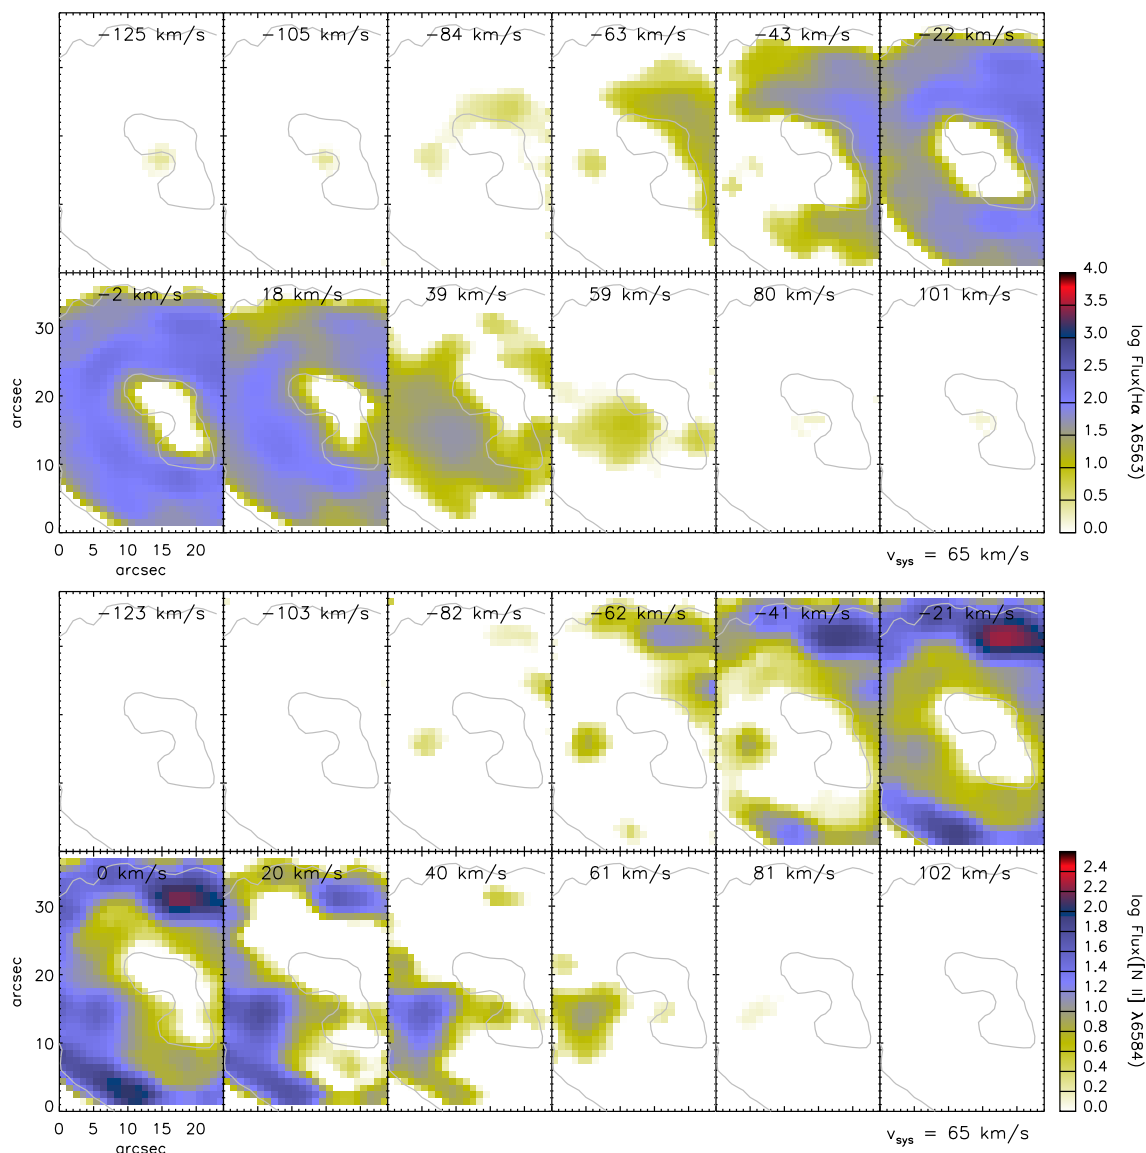 −125 km/s −105 km/s −84 km/s −63 km/s −43 km/s −22 km/s
−2 km/s 18 km/s 39 km/s 59 km/s 80 km/s 101 km/s
30
20
10
0
arcsec
0 5 10 15 20
arcsec
v_sys = 65 km/s
4.0
3.5
3.0
2.5
2.0
1.5
1.0
0.5
0.0
log Flux(Hα λ6563)
−123 km/s −103 km/s −82 km/s −62 km/s −41 km/s −21 km/s
0 km/s 20 km/s 40 km/s 61 km/s 81 km/s 102 km/s
30
20
10
0
arcsec
0 5 10 15 20
arcsec
v_sys = 65 km/s
2.4
2.2
2.0
1.8
1.6
1.4
1.2
1.0
0.8
0.6
0.4
0.2
0.0
log Flux([N II] λ6584)